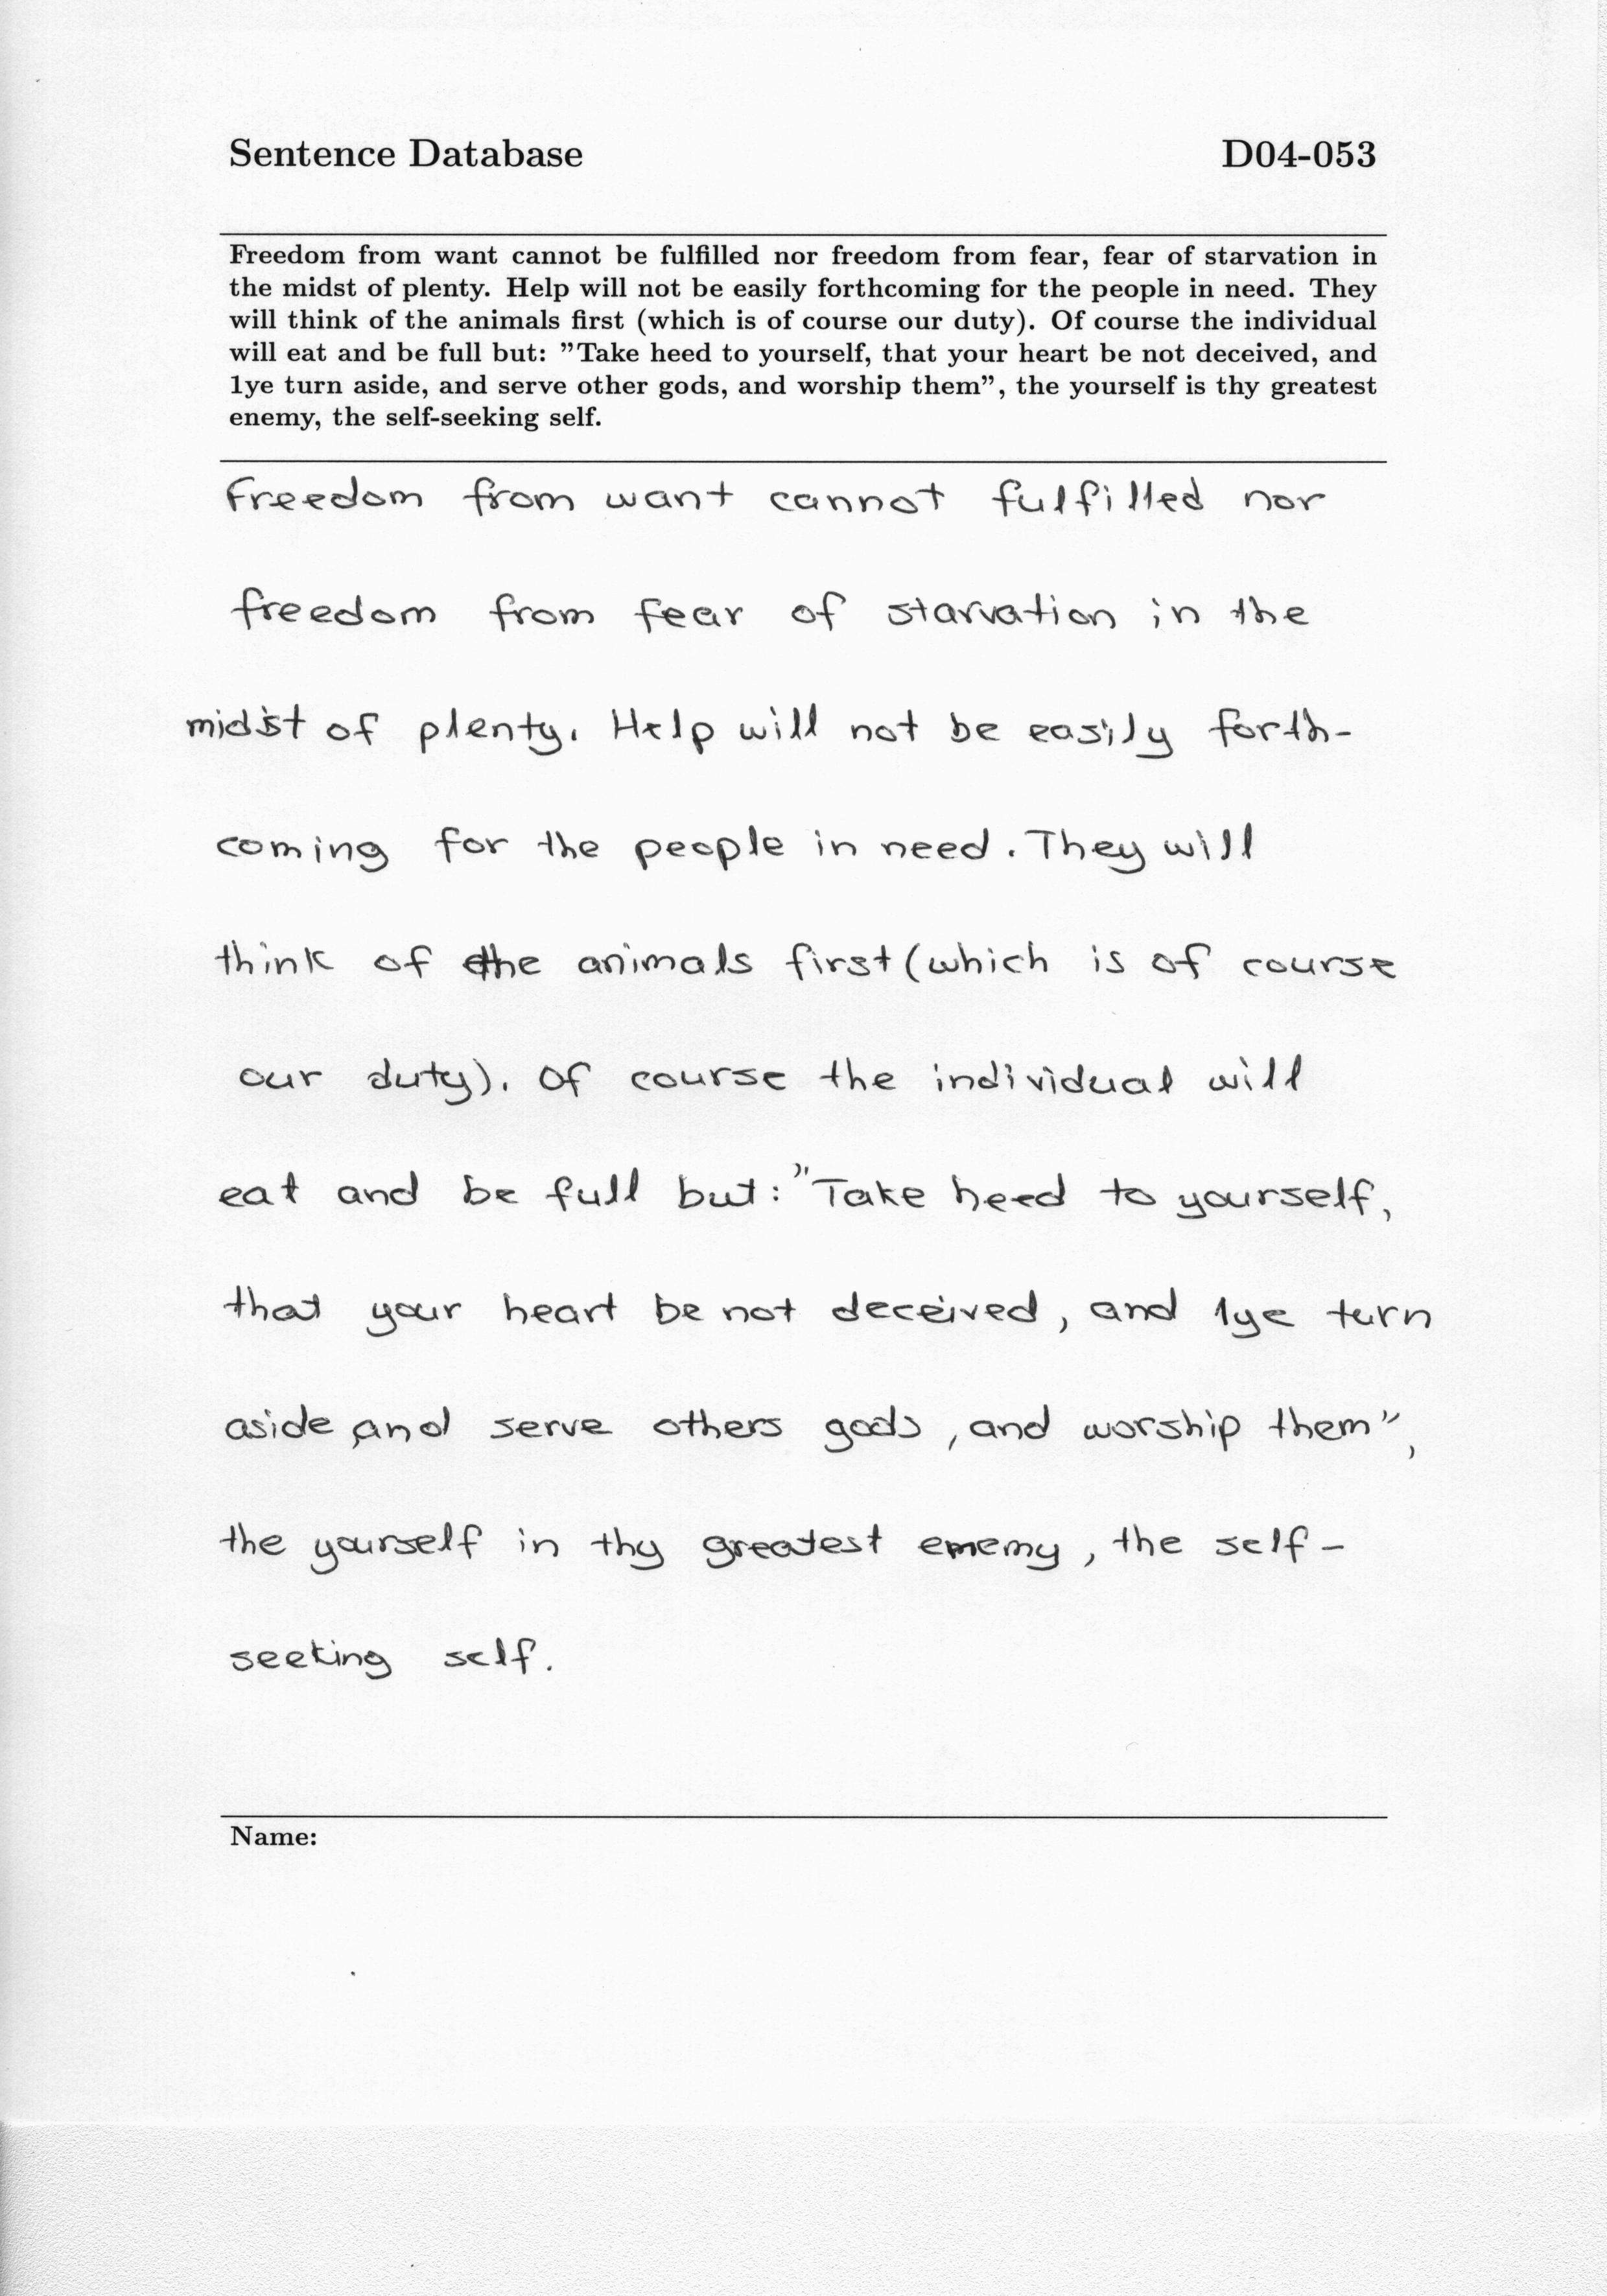 Sentence Database D04-053
Freedom from want cannot be fulfilled nor freedom from fear, fear of starvation in
the midst of plenty. Help will not be easily forthcoming for the people in need. They
will think of the animals first (which is of course our duty). Of course the individual
will eat and be full but: ”Take heed to yourself, that your heart be not deceived, and
1ye turn aside, and serve other gods, and worship them”, the yourself is thy greatest
enemy, the self-seeking self.
Freedom from want cannot fulfilled nor
freedom from fear of starvation in the
midst of plenty. Help will not be easily forth-
coming for the people in need. They will
think of the animals first (which is of course
our duty). Of course the individual will
eat and be full but: ”Take heed to yourself,
that your heart be not deceived, and 1ye turn
aside, and serve others gods, and worship them”,
the yourself in thy greatest ememy, the self-
seeking self.
Name: